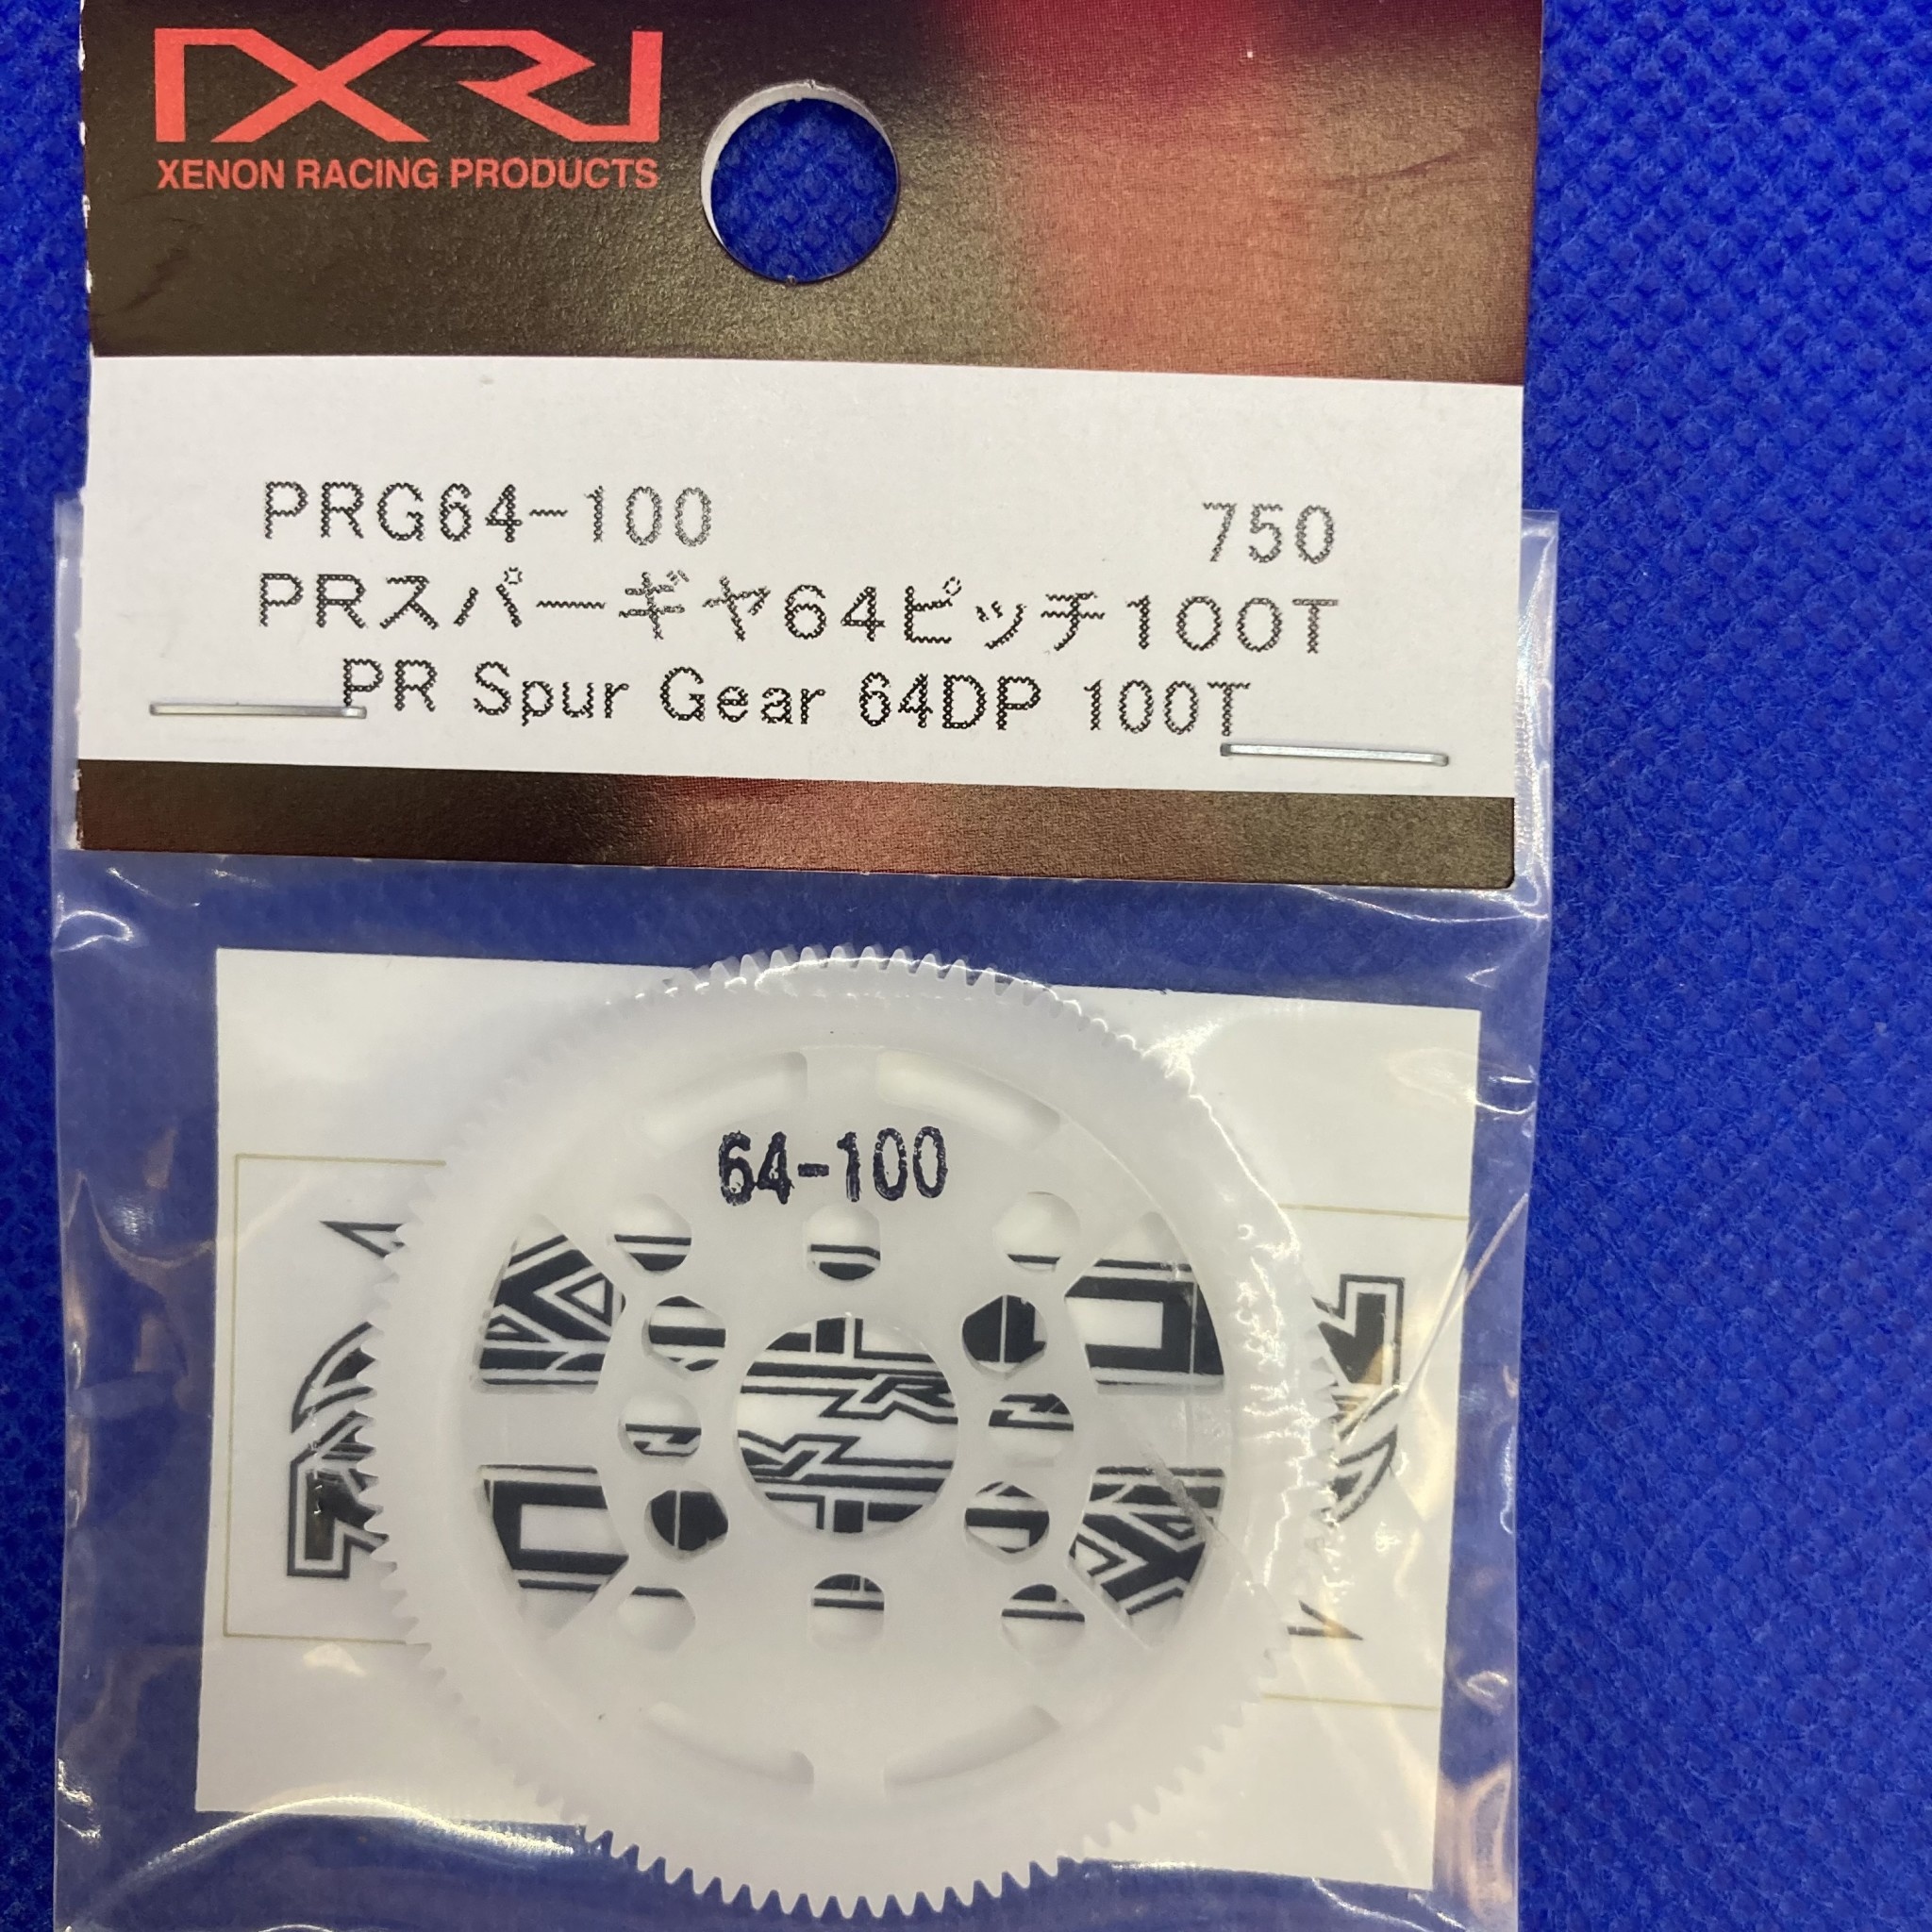 IXRI
XENON RACING PRODUCTS
PRG64-100 750
PRスパーギヤ64ピッチ100T
PR Spur Gear 64DP 100T
64-100